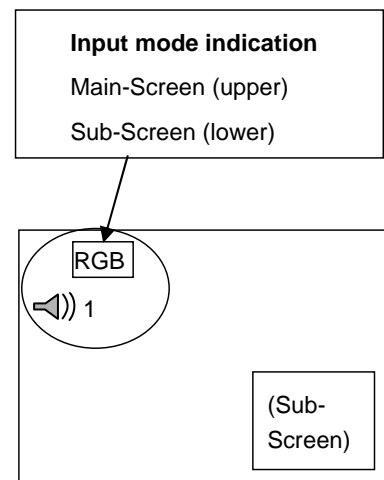 Input mode indication
Main-Screen (upper)
Sub-Screen (lower)
RGB
1
(Sub-
Screen)